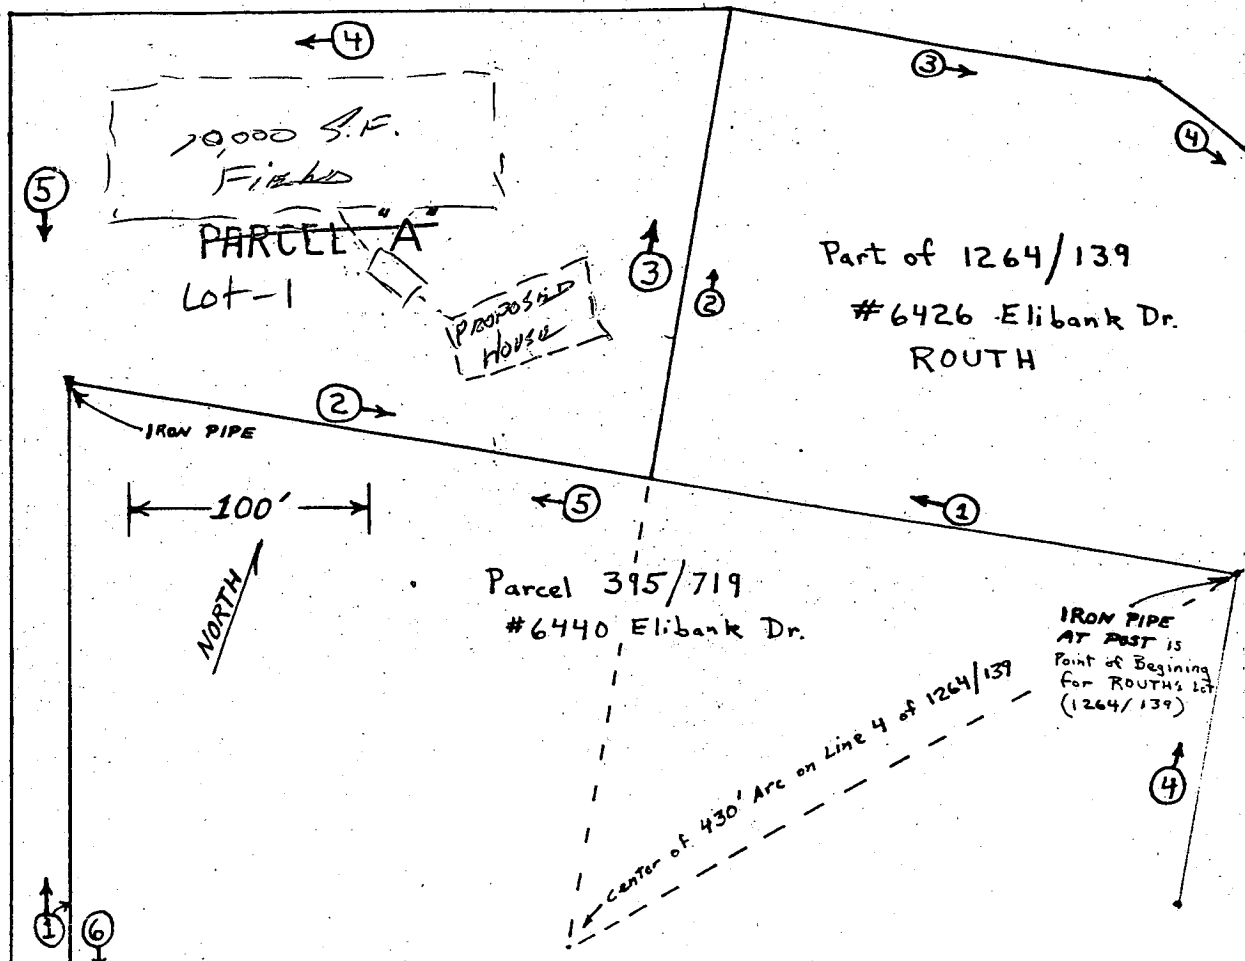 4
3
4
10,000 S.F.
Fields
5
PARCEL "A"
Lot-1
3
2
PROPOSED
HOUSE
Part of 1264/139
#6426 Elibank Dr.
ROUTH
2
IRON PIPE
100'
5
1
NORTH
Parcel 395/719
#6440 Elibank Dr.
IRON PIPE
AT POST is
Point of Begining
for ROUTH's Lot
(1264/139)
Center of 430' Arc on Line 4 of 1264/139
4
1
6